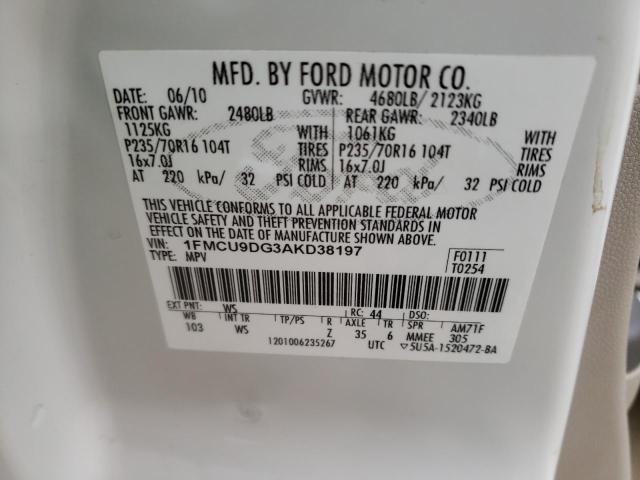 MFD. BY FORD MOTOR CO.
DATE: 06/10 GVWR: 4680LB/ 2123KG
FRONT GAWR: 2480LB REAR GAWR: 2340LB
1125KG WITH 1061KG WITH
P235/70R16 104T TIRES P235/70R16 104T TIRES
16x7.0J RIMS 16x7.0J RIMS
AT 220 kPa/ 32 PSI COLD AT 220 kPa/ 32 PSI COLD
THIS VEHICLE CONFORMS TO ALL APPLICABLE FEDERAL MOTOR
VEHICLE SAFETY AND THEFT PREVENTION STANDARDS IN
EFFECT ON THE DATE OF MANUFACTURE SHOWN ABOVE.
VIN: 1FMCU9DG3AKD38197 F0111
TYPE: MPV T0254
EXT PNT: WS RC: 44 DSO:
WB INT TR TP/PS R AXLE TR SPR AM71F
103 WS Z 35 6 MMEE 305
1201006235267 UTC ▽5U5A-1520472-BA